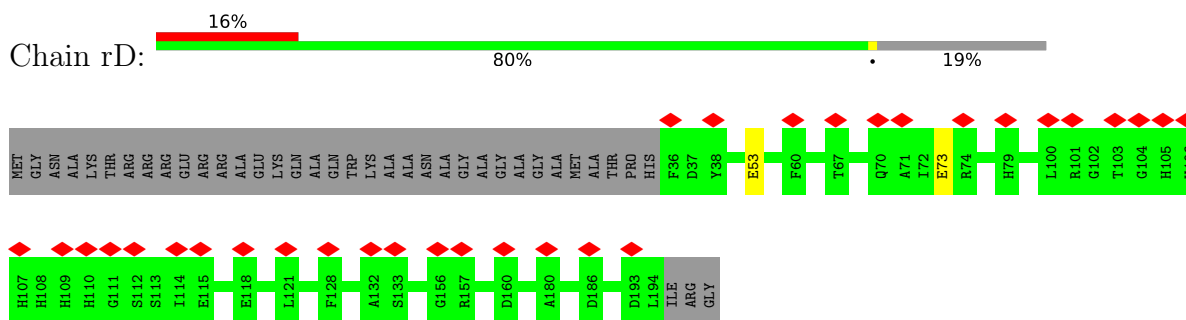 16%
Chain rD:
80% • 19%
MET GLY ASN ALA LYS THR ARG ARG ARG GLU ARG ARG ALA GLU LYS GLN ALA GLN TRP LYS ALA ALA ASN ALA GLY ALA GLY ALA GLY ALA MET ALA THR PRO HIS F36 D37 Y38 E53 F60 T67 Q70 A71 I72 E73 R74 H79 L100 R101 G102 T103 G104 H105
H107 H108 H109 H110 G111 S112 S113 I114 E115 E118 L121 F128 A132 S133 G156 R157 D160 A180 D186 D193 L194 ILE ARG GLY